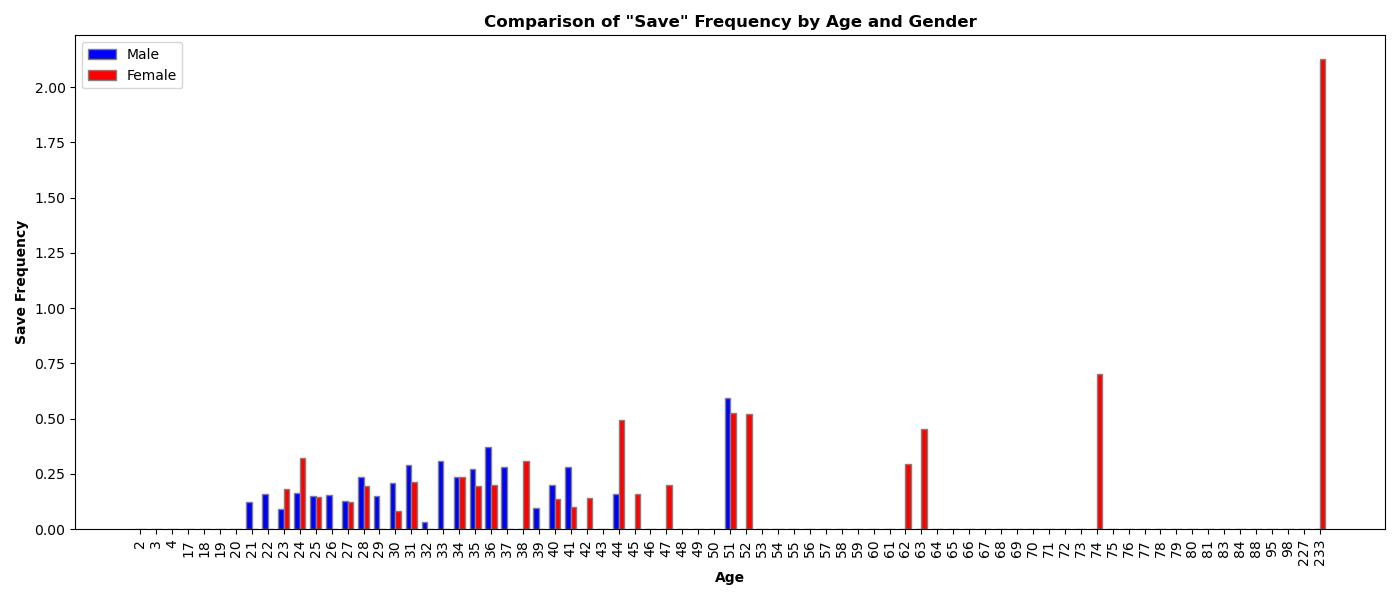 Comparison of "Save" Frequency by Age and Gender
Male
Female
2.00
1.75
1.50
1.25
1.00
0.75
0.50
0.25
0.00
Save Frequency
2 3 4 17 18 19 20 21 22 23 24 25 26 27 28 29 30 31 32 33 34 35 36 37 38 39 40 41 42 43 44 45 46 47 48 49 50 51 52 53 54 55 56 57 58 59 60 61 62 63 64 65 66 67 68 69 70 71 72 73 74 75 76 77 78 79 80 81 83 84 88 95 98 227 233
Age